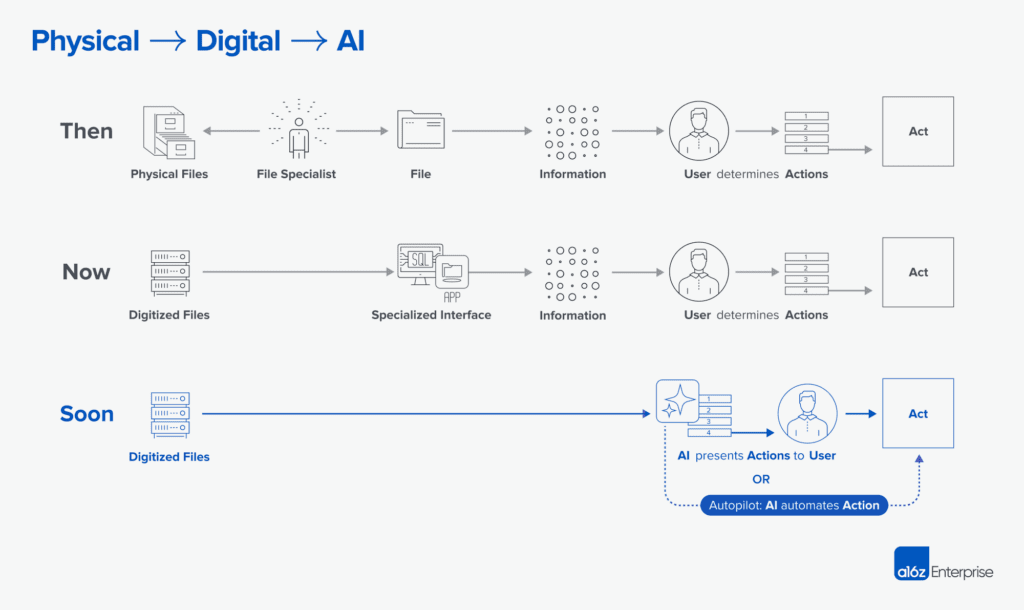 Physical → Digital → AI
Then
1
2
3
4
Act
Physical Files
File Specialist
File
Information
User determines Actions
Now
SQL
APP
1
2
3
4
Act
Digitized Files
Specialized Interface
Information
User determines Actions
Soon
1
2
3
4
Act
Digitized Files
AI presents Actions to User
OR
Autopilot: AI automates Action
a16z Enterprise